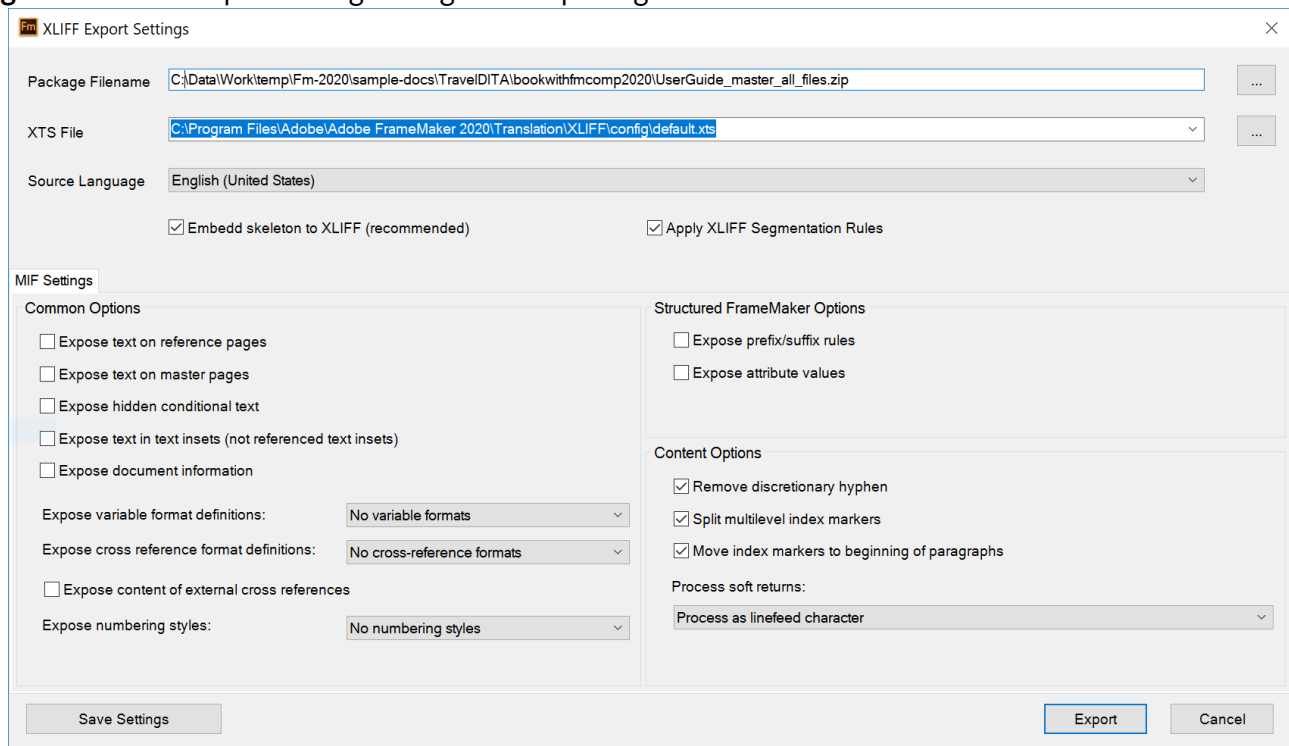 Fm XLIFF Export Settings
Package Filename C:\Data\Work\temp\Fm-2020\sample-docs\TravelDITA\bookwithfmcomp2020\UserGuide_master_all_files.zip ...
XTS File C:\Program Files\Adobe\Adobe FrameMaker 2020\Translation\XLIFF\config\default.xts ...
Source Language English (United States)
Embedd skeleton to XLIFF (recommended) Apply XLIFF Segmentation Rules
MIF Settings
Common Options
Expose text on reference pages
Expose text on master pages
Expose hidden conditional text
Expose text in text insets (not referenced text insets)
Expose document information
Expose variable format definitions: No variable formats
Expose cross reference format definitions: No cross-reference formats
Expose content of external cross references
Expose numbering styles: No numbering styles
Structured FrameMaker Options
Expose prefix/suffix rules
Expose attribute values
Content Options
Remove discretionary hyphen
Split multilevel index markers
Move index markers to beginning of paragraphs
Process soft returns:
Process as linefeed character
Save Settings Export Cancel